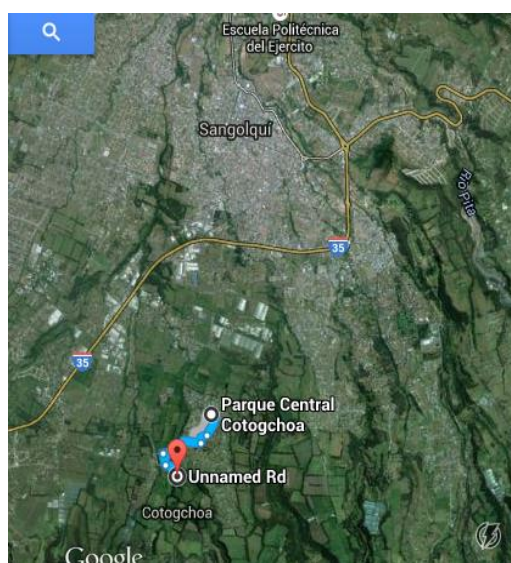 Escuela Politécnica
del Ejercito
Sangolquí
Río Pita
35
35
Parque Central
Cotogchoa
Unnamed Rd
Cotogchoa
Google